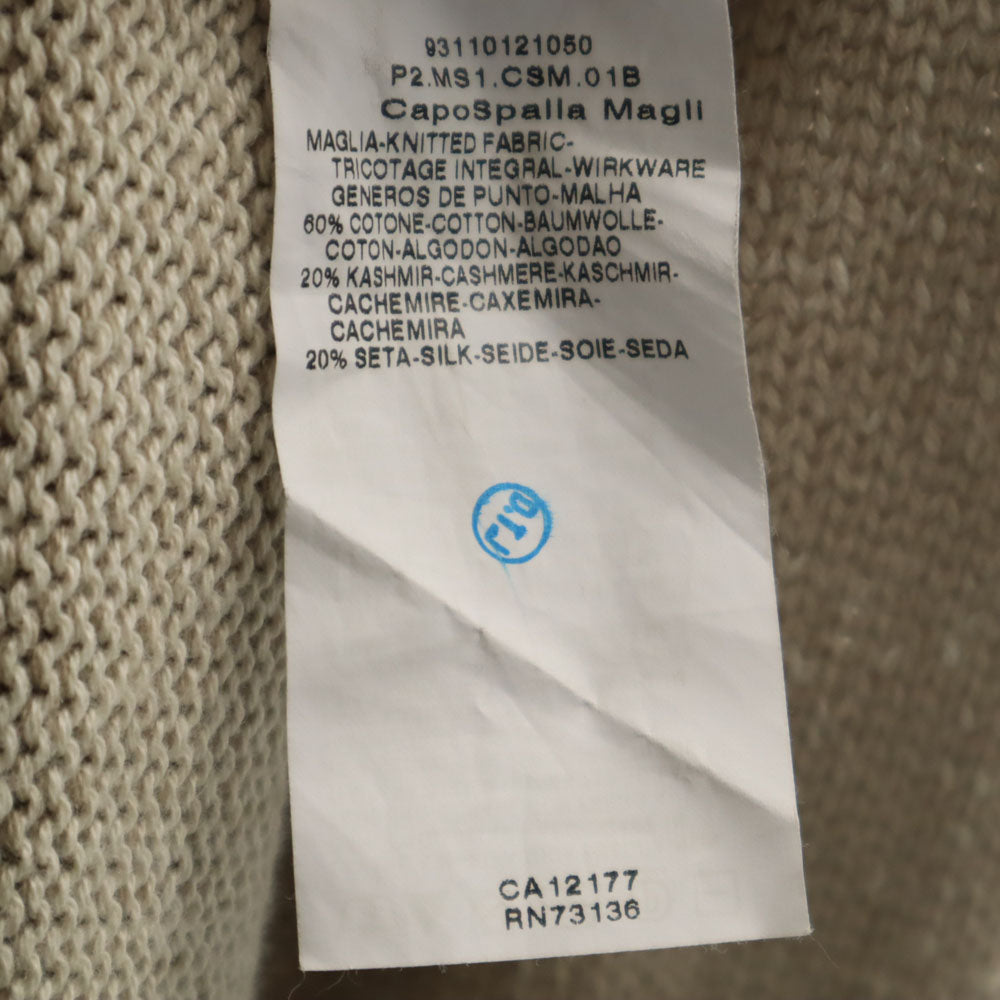 93110121050
P2.MS1.CSM.01B
CapoSpalla Magli
MAGLIA-KNITTED FABRIC-
TRICOTAGE INTEGRAL-WIRKWARE
GENEROS DE PUNTO-MALHA
60% COTONE-COTTON-BAUMWOLLE-
COTON-ALGODON-ALGODAO
20% KASHMIR-CASHMERE-KASCHMIR-
CACHEMIRE-CAXEMIRA-
CACHEMIRA
20% SETA-SILK-SEIDE-SOIE-SEDA
CA12177
RN73136